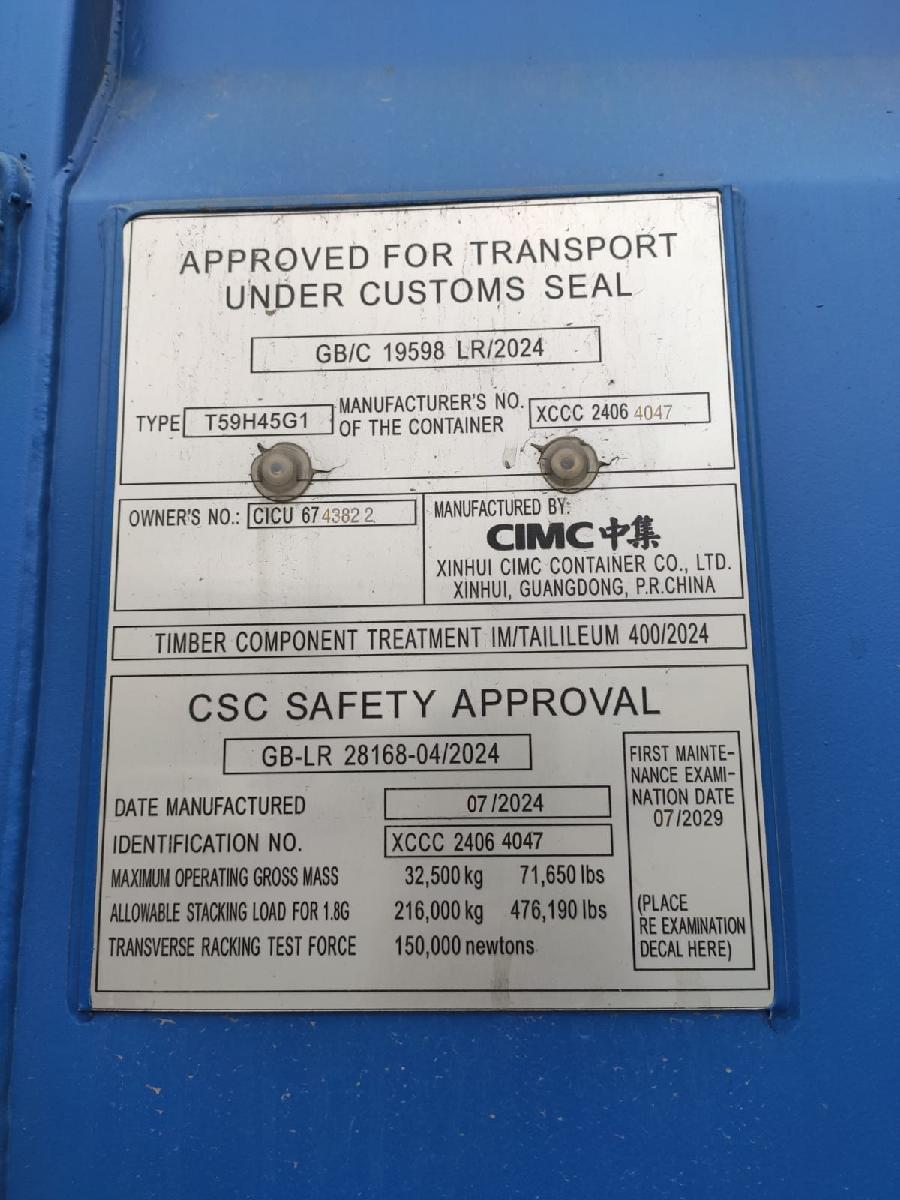 APPROVED FOR TRANSPORT
UNDER CUSTOMS SEAL
GB/C 19598 LR/2024
TYPE T59H45G1
MANUFACTURER'S NO.
OF THE CONTAINER
XCCC 2406 4047
OWNER'S NO.: CICU 67 4382 2
MANUFACTURED BY:
CIMC 中集
XINHUI CIMC CONTAINER CO., LTD.
XINHUI, GUANGDONG, P.R.CHINA
TIMBER COMPONENT TREATMENT IM/TAILILEUM 400/2024
CSC SAFETY APPROVAL
GB-LR 28168-04/2024
DATE MANUFACTURED 07/2024
IDENTIFICATION NO. XCCC 2406 4047
MAXIMUM OPERATING GROSS MASS 32,500 kg 71,650 lbs
ALLOWABLE STACKING LOAD FOR 1.8G 216,000 kg 476,190 lbs
TRANSVERSE RACKING TEST FORCE 150,000 newtons
FIRST MAINTE-
NANCE EXAMI-
NATION DATE
07/2029
(PLACE
RE EXAMINATION
DECAL HERE)